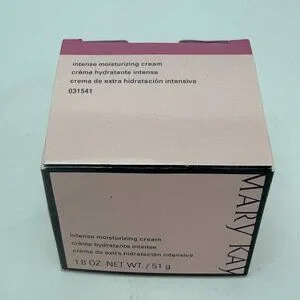 intense moisturizing cream
crème hydratante intense
crema de extra hidratación intensiva
031541
intense moisturizing cream
crème hydratante intense
crema de extra hidratación intensiva
1.8 OZ. NET WT. / 51 g
MARY KAY